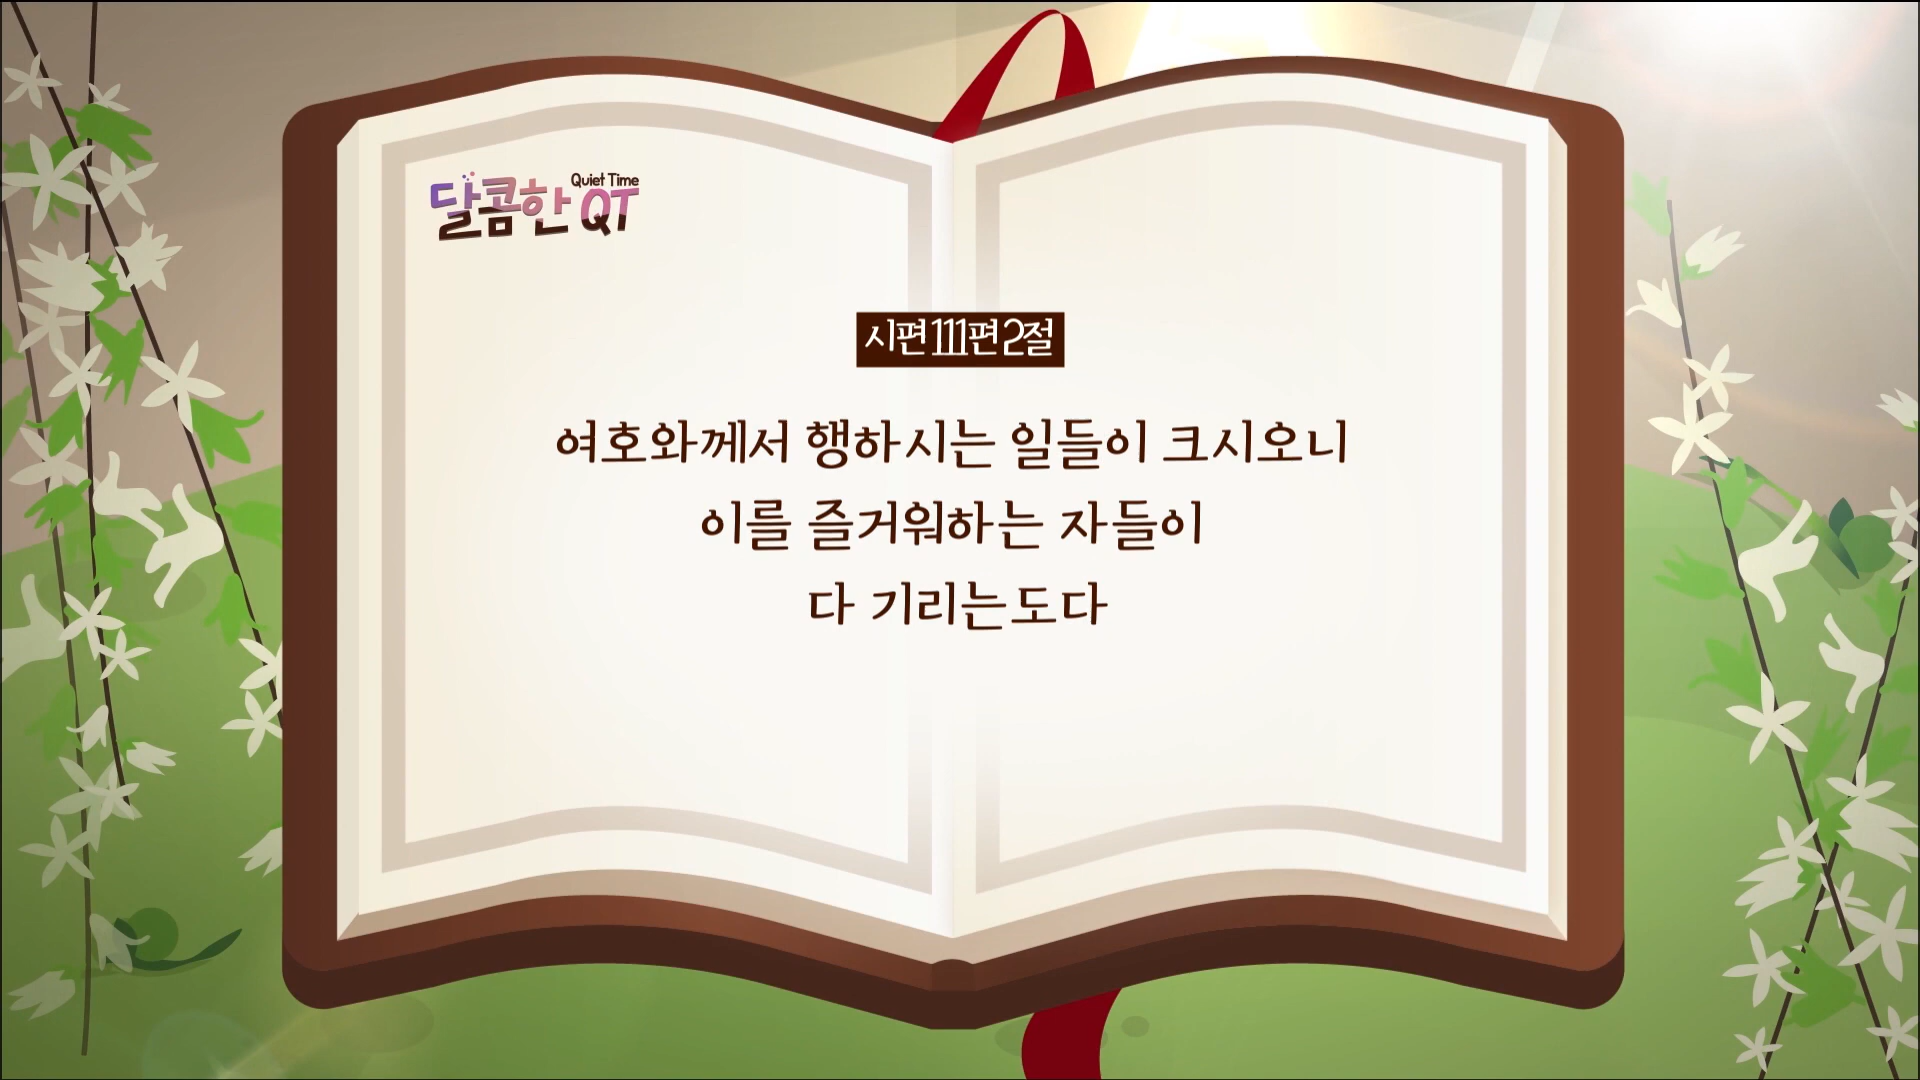 Quiet Time
달콤한 QT
시편 111편 2절
여호와께서 행하시는 일들이 크시오니
이를 즐거워하는 자들이
다 기리는도다